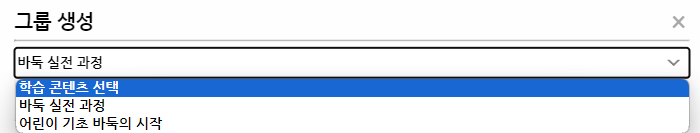 그룹 생성
바둑 실전 과정
학습 콘텐츠 선택
바둑 실전 과정
어린이 기초 바둑의 시작